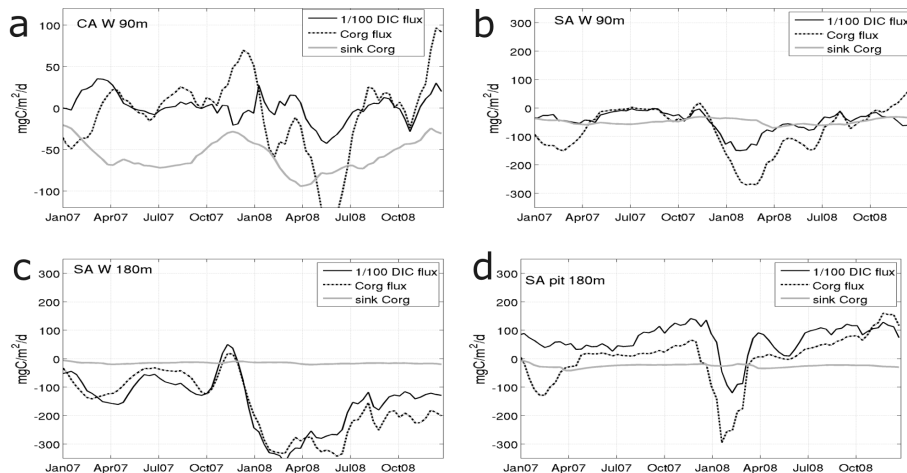 a
CA W 90m
1/100 DIC flux
Corg flux
sink Corg
mgC/m²/d
100
50
0
-50
-100
Jan07 Apr07 Jul07 Oct07 Jan08 Apr08 Jul08 Oct08
b
SA W 90m
1/100 DIC flux
Corg flux
sink Corg
mgC/m²/d
300
200
100
0
-100
-200
-300
Jan07 Apr07 Jul07 Oct07 Jan08 Apr08 Jul08 Oct08
c
SA W 180m
1/100 DIC flux
Corg flux
sink Corg
mgC/m²/d
300
200
100
0
-100
-200
-300
Jan07 Apr07 Jul07 Oct07 Jan08 Apr08 Jul08 Oct08
d
SA pit 180m
1/100 DIC flux
Corg flux
sink Corg
mgC/m²/d
300
200
100
0
-100
-200
-300
Jan07 Apr07 Jul07 Oct07 Jan08 Apr08 Jul08 Oct08